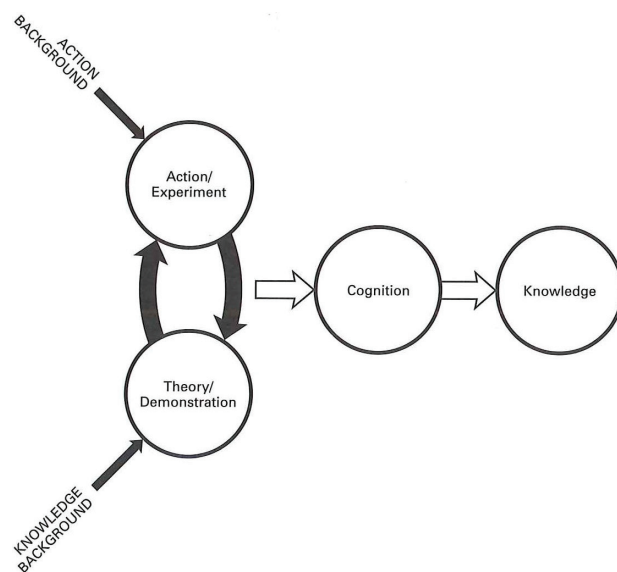 ACTION
BACKGROUND
Action/
Experiment
Cognition
Knowledge
Theory/
Demonstration
KNOWLEDGE
BACKGROUND